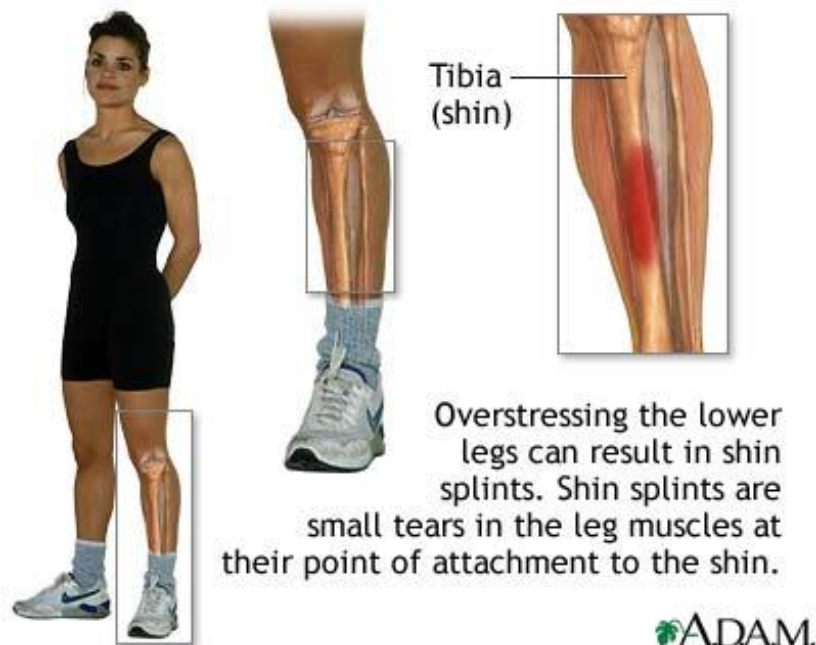 Tibia
(shin)
Overstressing the lower
legs can result in shin
splints. Shin splints are
small tears in the leg muscles at
their point of attachment to the shin.
A.D.A.M.